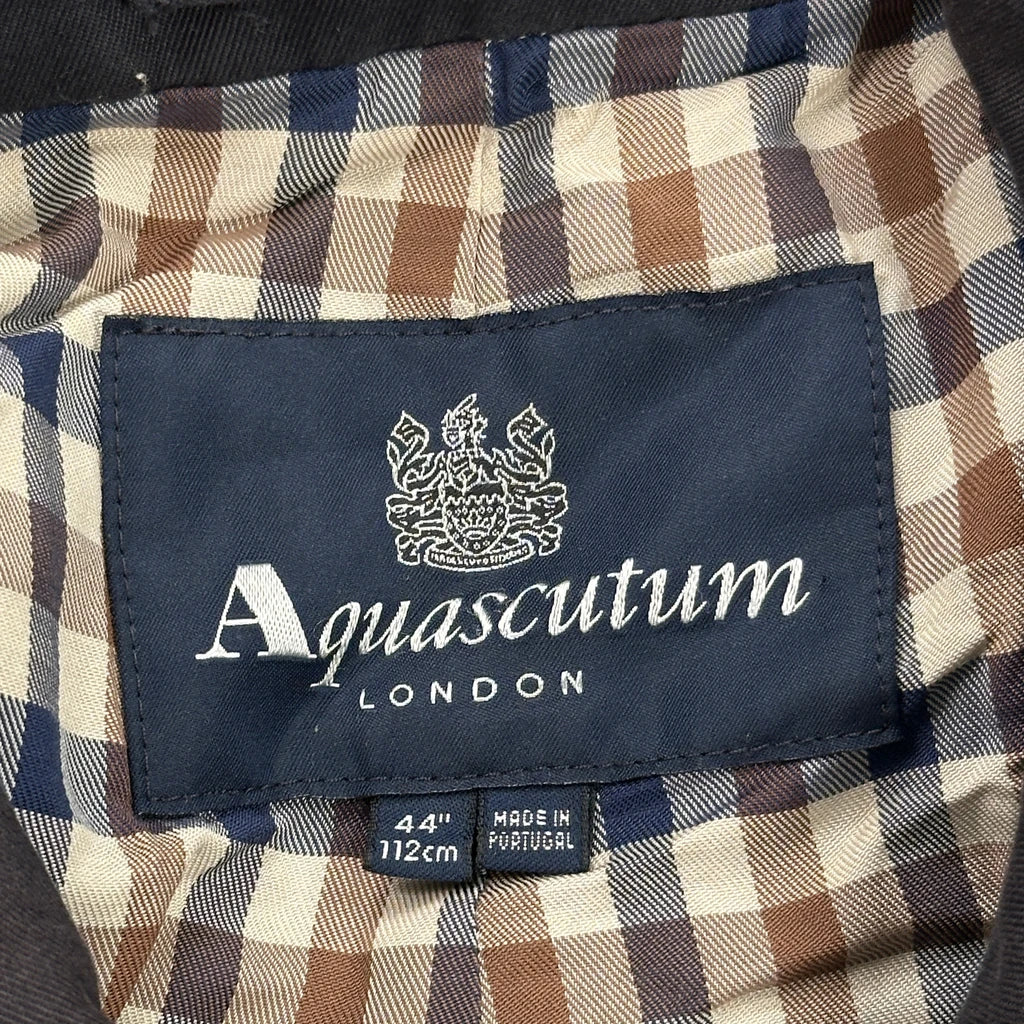 Aquascutum
LONDON
44"
112cm
MADE IN
PORTUGAL